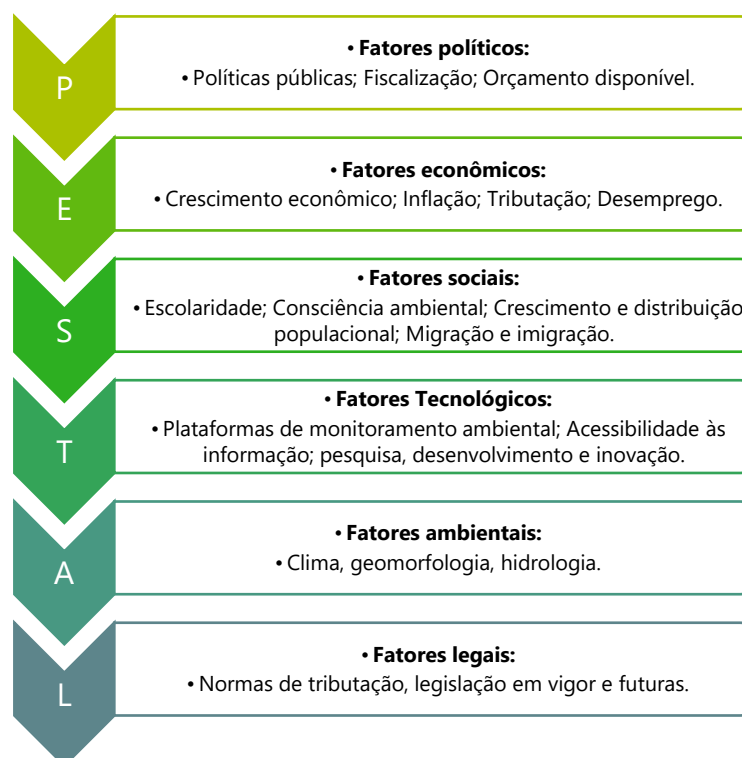 P
• Fatores políticos:
• Políticas públicas; Fiscalização; Orçamento disponível.
E
• Fatores econômicos:
• Crescimento econômico; Inflação; Tributação; Desemprego.
S
• Fatores sociais:
• Escolaridade; Consciência ambiental; Crescimento e distribuição
populacional; Migração e imigração.
T
• Fatores Tecnológicos:
• Plataformas de monitoramento ambiental; Acessibilidade às
informação; pesquisa, desenvolvimento e inovação.
A
• Fatores ambientais:
• Clima, geomorfologia, hidrologia.
L
• Fatores legais:
• Normas de tributação, legislação em vigor e futuras.